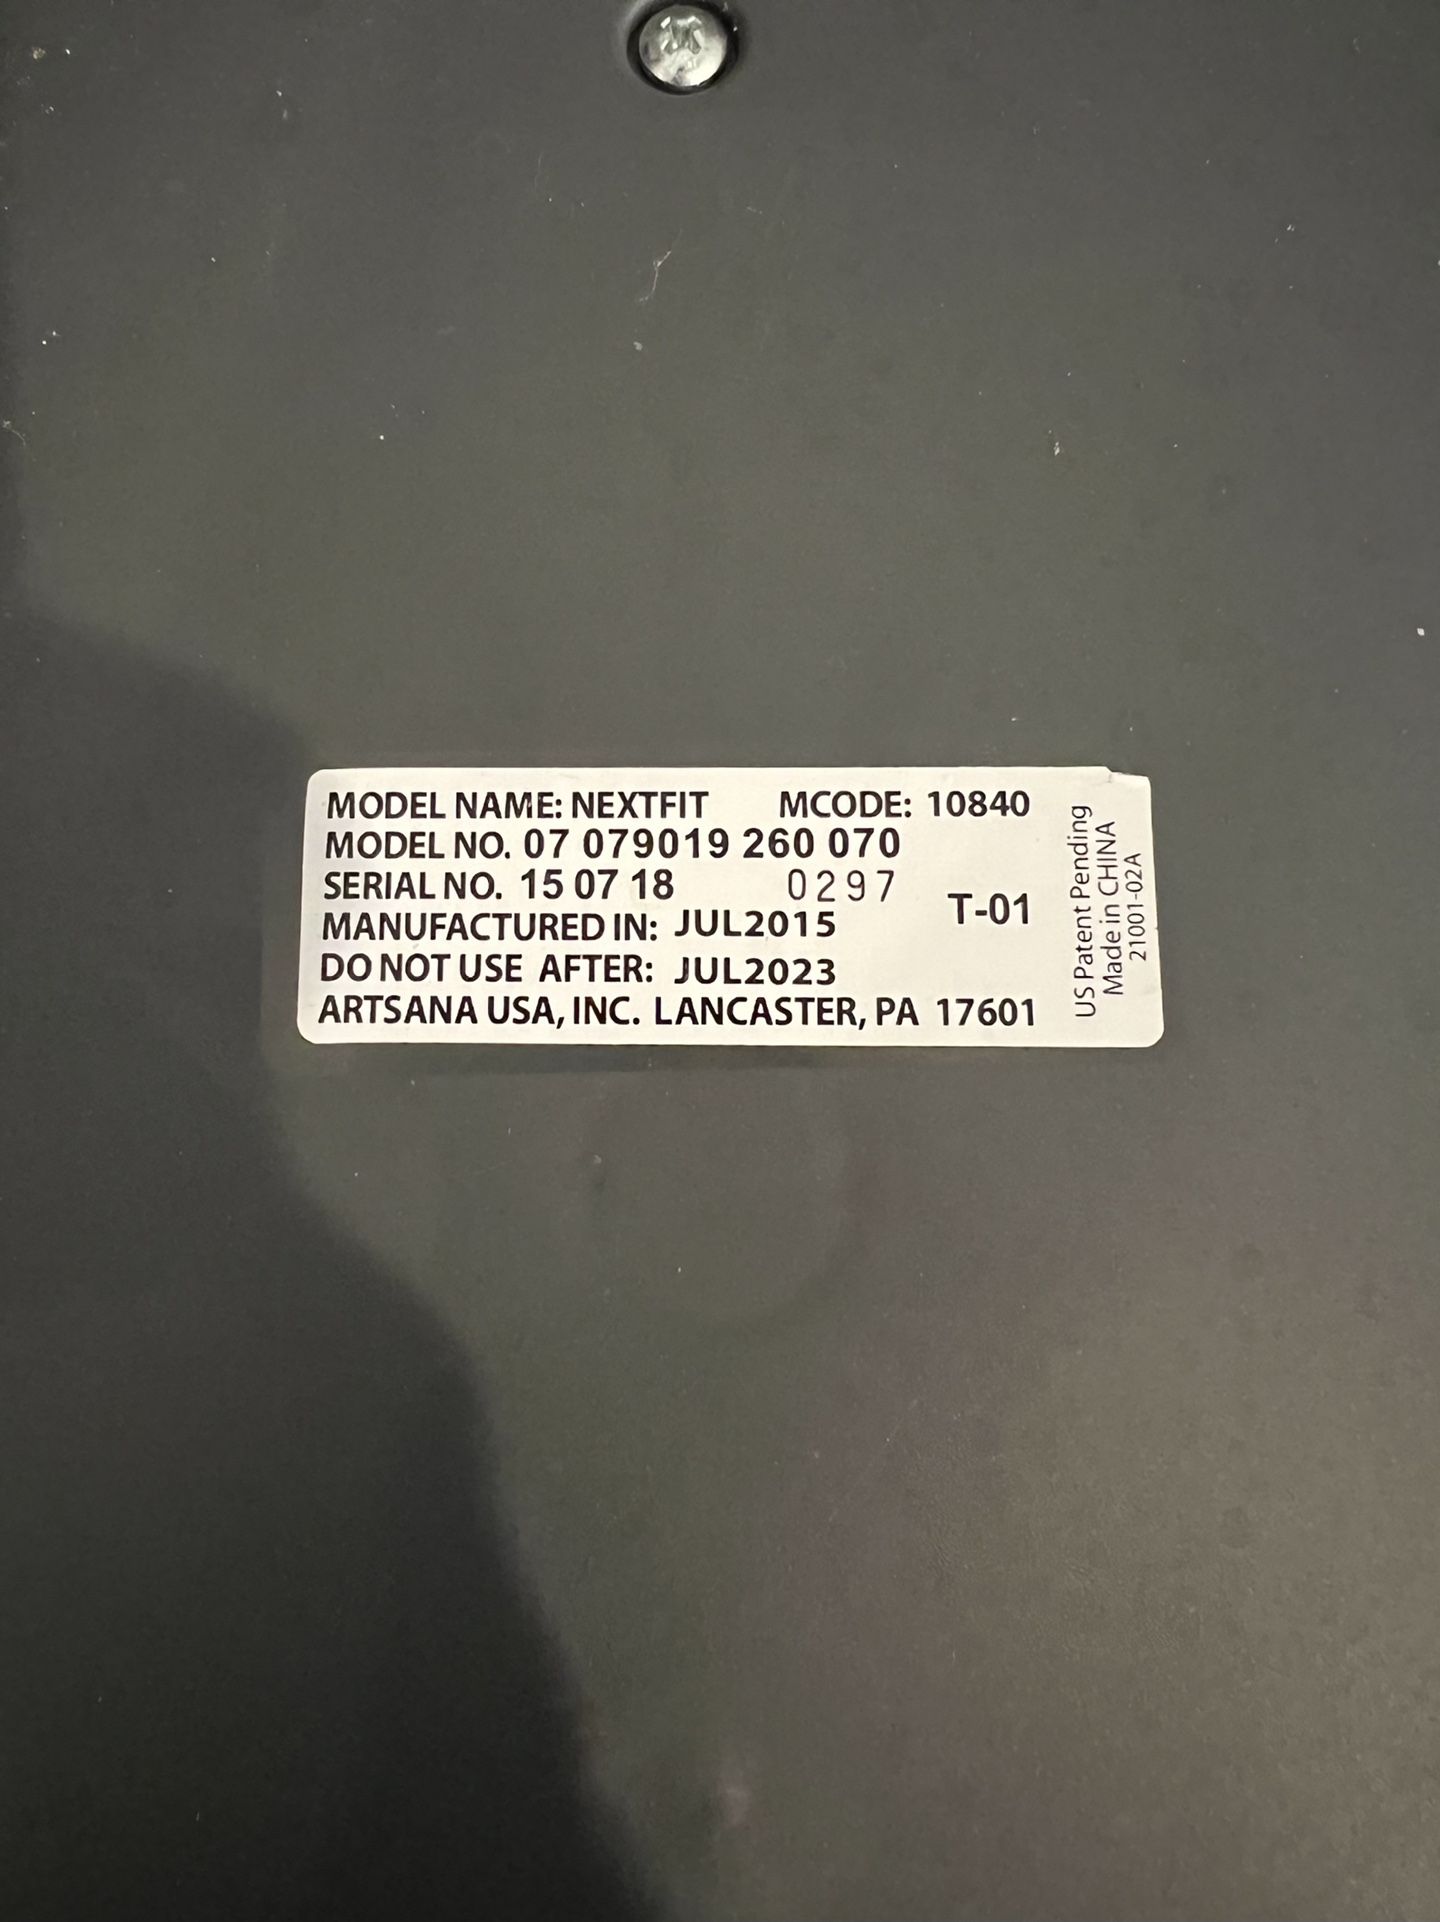 MODEL NAME: NEXTFIT MCODE: 10840
MODEL NO. 07 079019 260 070
SERIAL NO. 15 07 18 0297
T-01
MANUFACTURED IN: JUL2015
DO NOT USE AFTER: JUL2023
ARTSANA USA, INC. LANCASTER, PA 17601
US Patent Pending
Made in CHINA
21001-02A